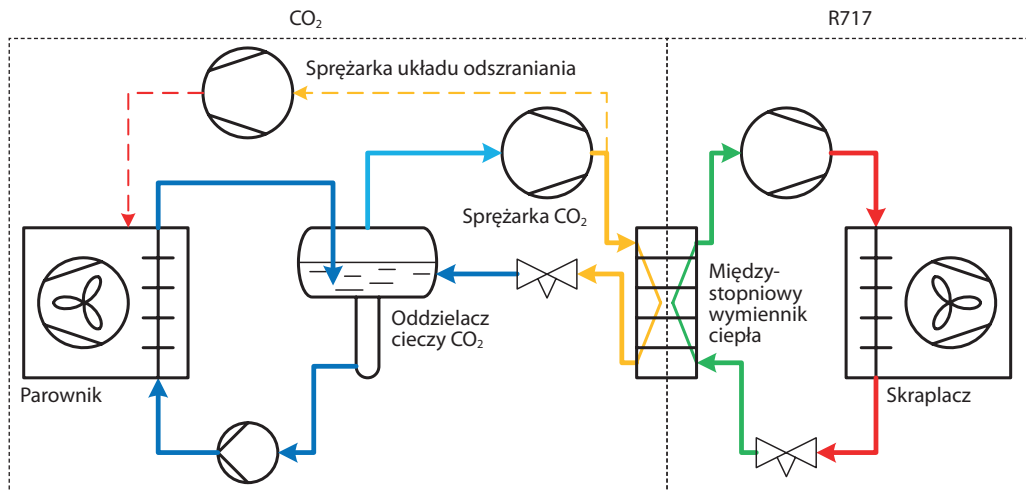 CO₂
R717
Sprężarka układu odszraniania
Sprężarka CO₂
Między-
stopniowy
wymiennik
ciepła
Oddzielacz
cieczy CO₂
Parownik
Skraplacz